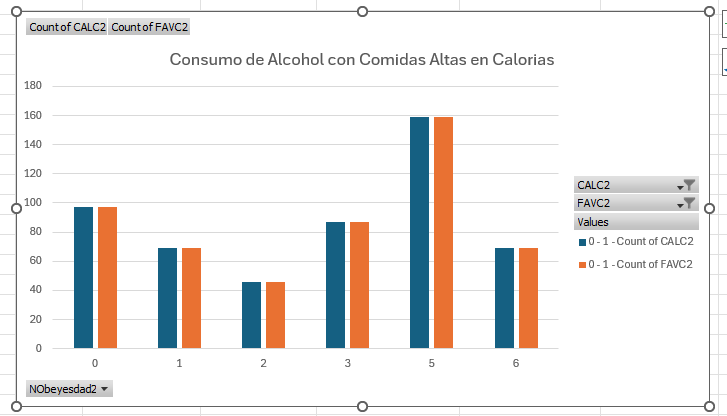 Count of CALC2 Count of FAVC2
Consumo de Alcohol con Comidas Altas en Calorias
180
160
140
120
100
80
60
40
20
0
0 1 2 3 5 6
CALC2
FAVC2
Values
0 - 1 - Count of CALC2
0 - 1 - Count of FAVC2
NObeyesdad2